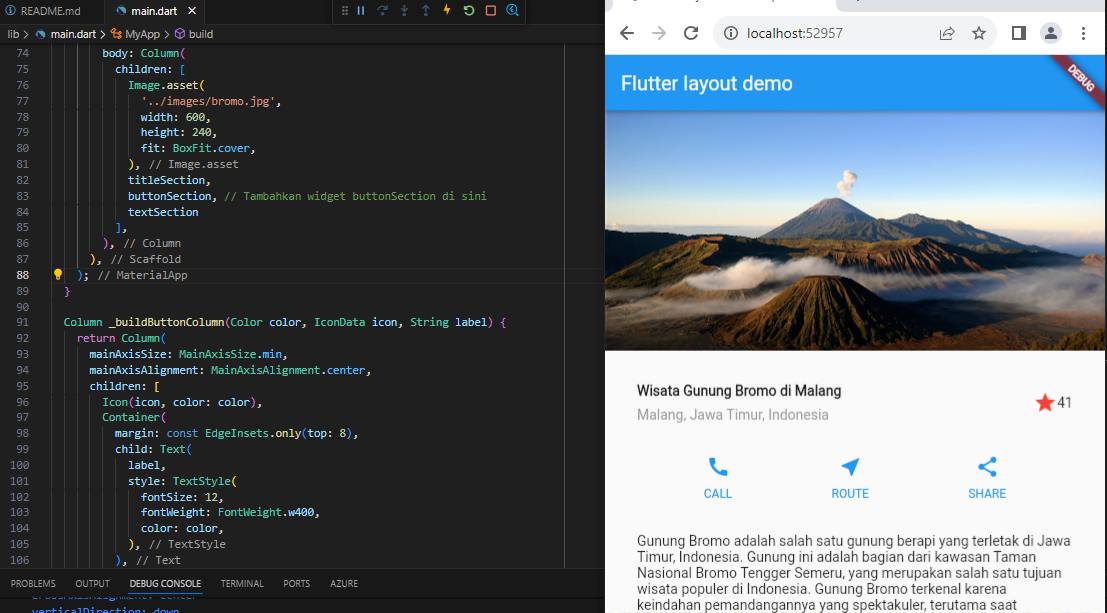 README.md
main.dart
lib > main.dart > MyApp > build
74 body: Column(
75 children: [
76 Image.asset(
77 '../images/bromo.jpg',
78 width: 600,
79 height: 240,
80 fit: BoxFit.cover,
81 ), // Image.asset
82 titleSection,
83 buttonSection, // Tambahkan widget buttonSection di sini
84 textSection
85 ],
86 ), // Column
87 ), // Scaffold
88 ); // MaterialApp
89 }
90
91 Column _buildButtonColumn(Color color, IconData icon, String label) {
92 return Column(
93 mainAxisSize: MainAxisSize.min,
94 mainAxisAlignment: MainAxisAlignment.center,
95 children: [
96 Icon(icon, color: color),
97 Container(
98 margin: const EdgeInsets.only(top: 8),
99 child: Text(
100 label,
101 style: TextStyle(
102 fontSize: 12,
103 fontWeight: FontWeight.w400,
104 color: color,
105 ), // TextStyle
106 ), // Text
PROBLEMS OUTPUT DEBUG CONSOLE TERMINAL PORTS AZURE
crossAxisAlignment: center
verticalDirection: down
localhost:52957
Flutter layout demo
DEBUG
Wisata Gunung Bromo di Malang
Malang, Jawa Timur, Indonesia
41
CALL ROUTE SHARE
Gunung Bromo adalah salah satu gunung berapi yang terletak di Jawa
Timur, Indonesia. Gunung ini adalah bagian dari kawasan Taman
Nasional Bromo Tengger Semeru, yang merupakan salah satu tujuan
wisata populer di Indonesia. Gunung Bromo terkenal karena
keindahan pemandangannya yang spektakuler, terutama saat